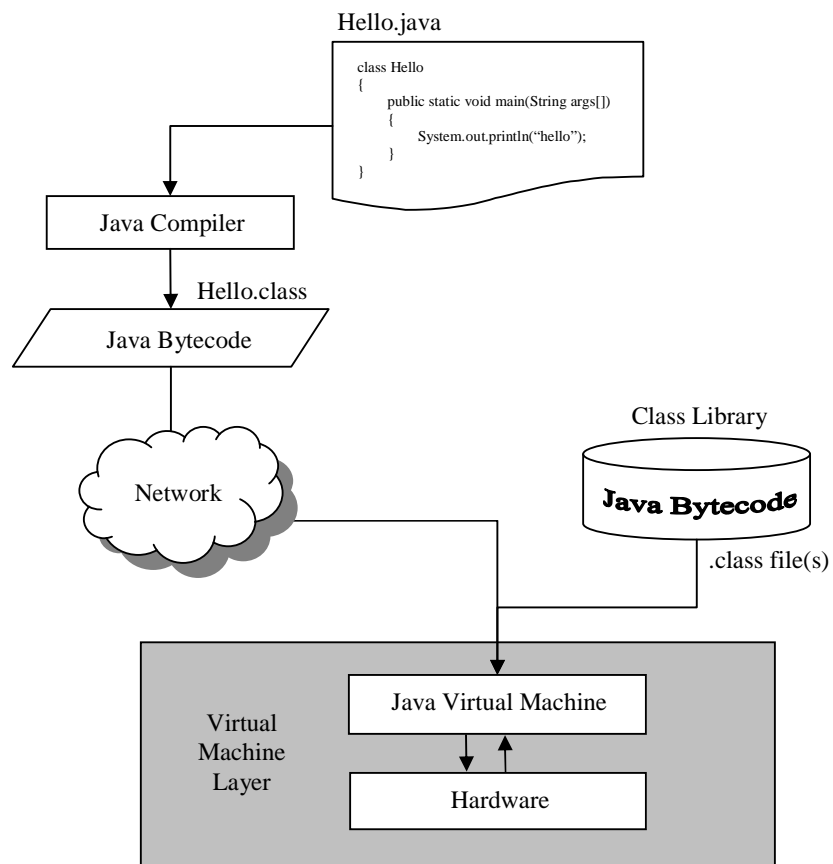 Hello.java
class Hello
{
public static void main(String args[])
{
System.out.println(“hello”);
}
}
Java Compiler
Hello.class
Java Bytecode
Network
Class Library
Java Bytecode
.class file(s)
Java Virtual Machine
Virtual
Machine
Layer
Hardware